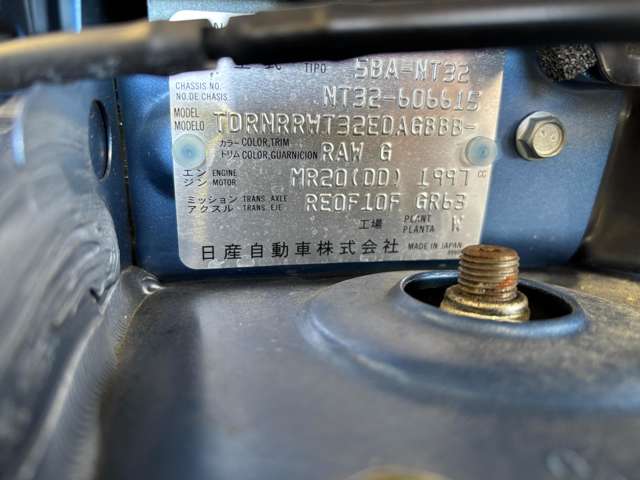 型式 TIPO 5BA-NT32
CHASSIS NO.
NO.DE CHASIS NT32-606615
MODEL
MODELO TDRNRRWT32EDAGBBB-
カラー COLOR,TRIM
トリム COLOR,GUARNICION RAW G
エン ENGINE
ジン MOTOR MR20(DD) 1997
ミッション TRANS.AXLE
アクスル TRANS.EJE RE0F10F GR63
工場 PLANT
PLANTA W
日産自動車株式会社 MADE IN JAPAN